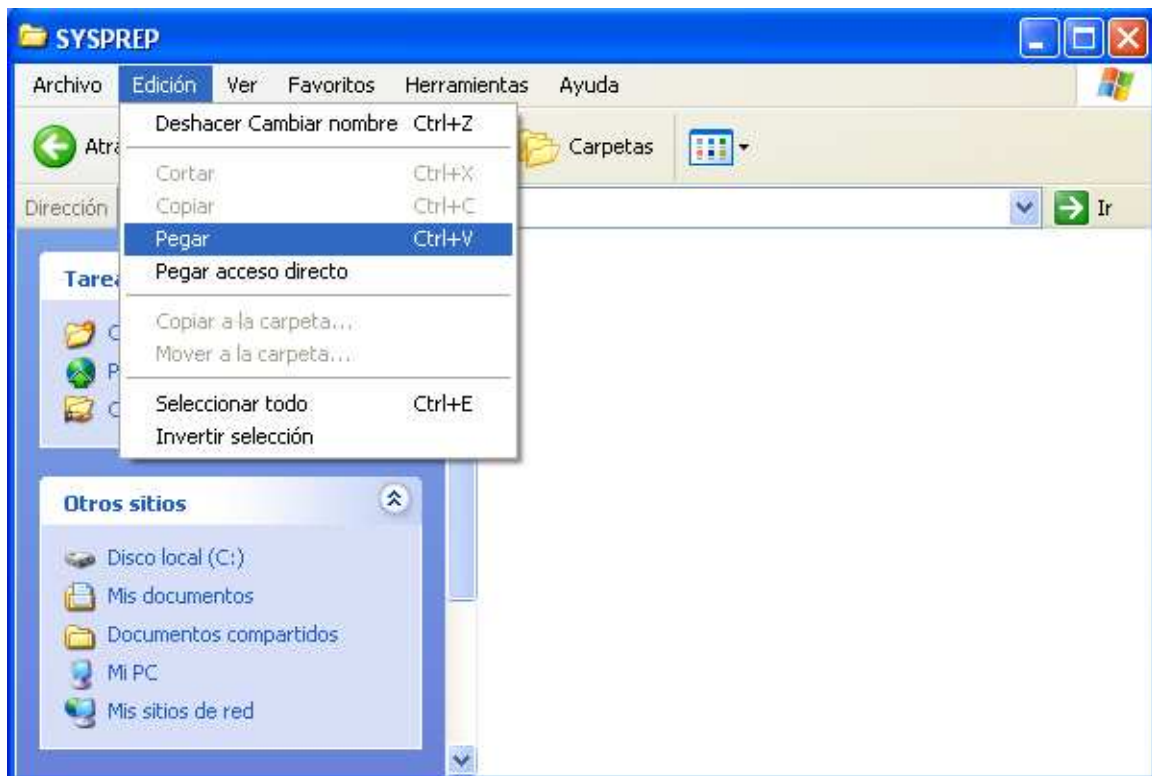 SYSPREP
Archivo Edición Ver Favoritos Herramientas Ayuda
Deshacer Cambiar nombre Ctrl+Z
Carpetas
Cortar Ctrl+X
Dirección
Copiar Ctrl+C
Ir
Pegar Ctrl+V
Pegar acceso directo
Copiar a la carpeta...
Mover a la carpeta...
Seleccionar todo Ctrl+E
Invertir selección
Otros sitios
Disco local (C:)
Mis documentos
Documentos compartidos
Mi PC
Mis sitios de red